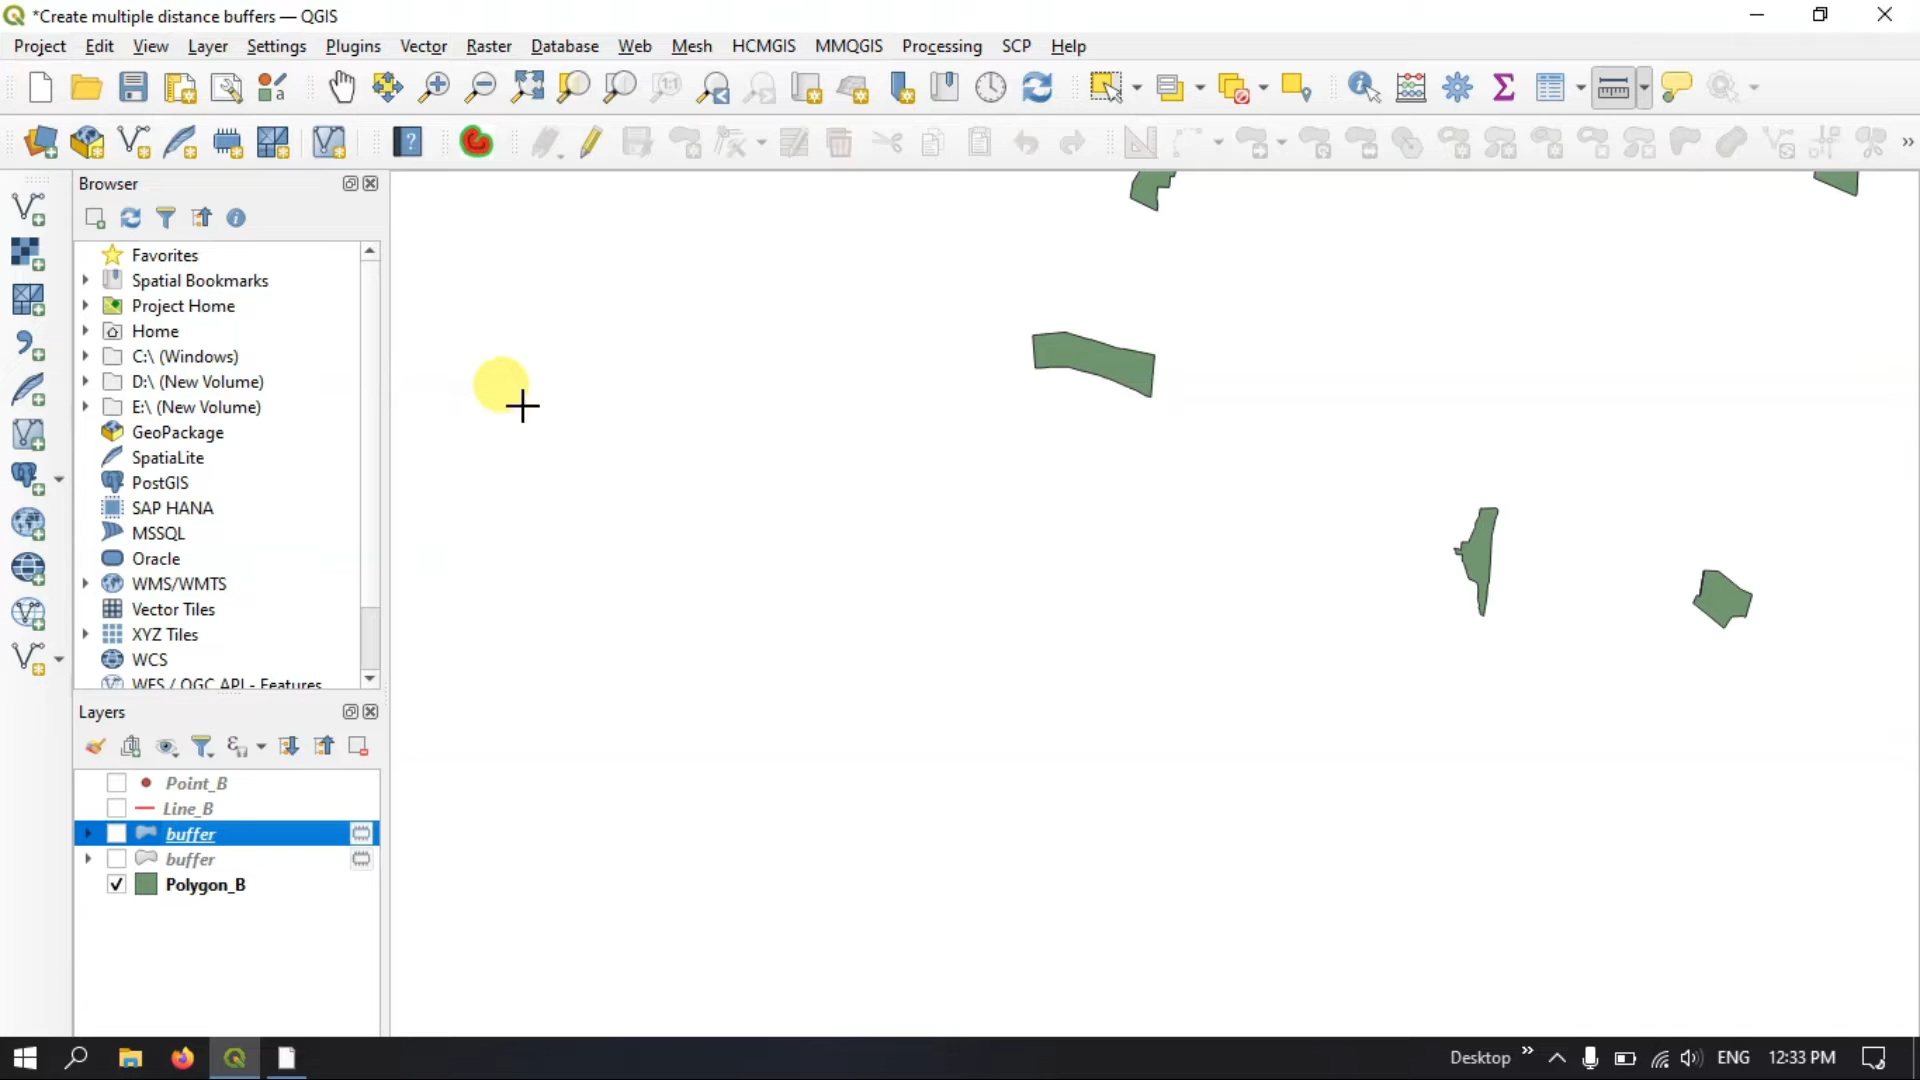 *Create multiple distance buffers — QGIS
Project Edit View Layer Settings Plugins Vector Raster Database Web Mesh HCMGIS MMQGIS Processing SCP Help
Browser
Favorites
Spatial Bookmarks
Project Home
Home
C:\ (Windows)
D:\ (New Volume)
E:\ (New Volume)
GeoPackage
SpatiaLite
PostGIS
SAP HANA
MSSQL
Oracle
WMS/WMTS
Vector Tiles
XYZ Tiles
WCS
WFS / OGC API - Features
Layers
Point_B
Line_B
buffer
buffer
Polygon_B
Desktop » ENG 12:33 PM